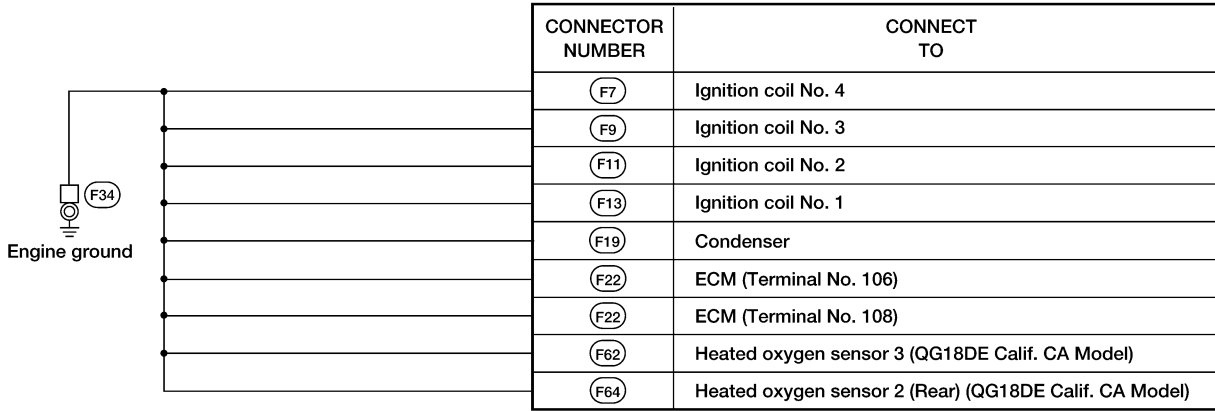 CONNECTOR NUMBER CONNECT TO
F7 Ignition coil No. 4
F9 Ignition coil No. 3
F11 Ignition coil No. 2
F13 Ignition coil No. 1
F19 Condenser
F22 ECM (Terminal No. 106)
F22 ECM (Terminal No. 108)
F62 Heated oxygen sensor 3 (QG18DE Calif. CA Model)
F64 Heated oxygen sensor 2 (Rear) (QG18DE Calif. CA Model)
F34
Engine ground